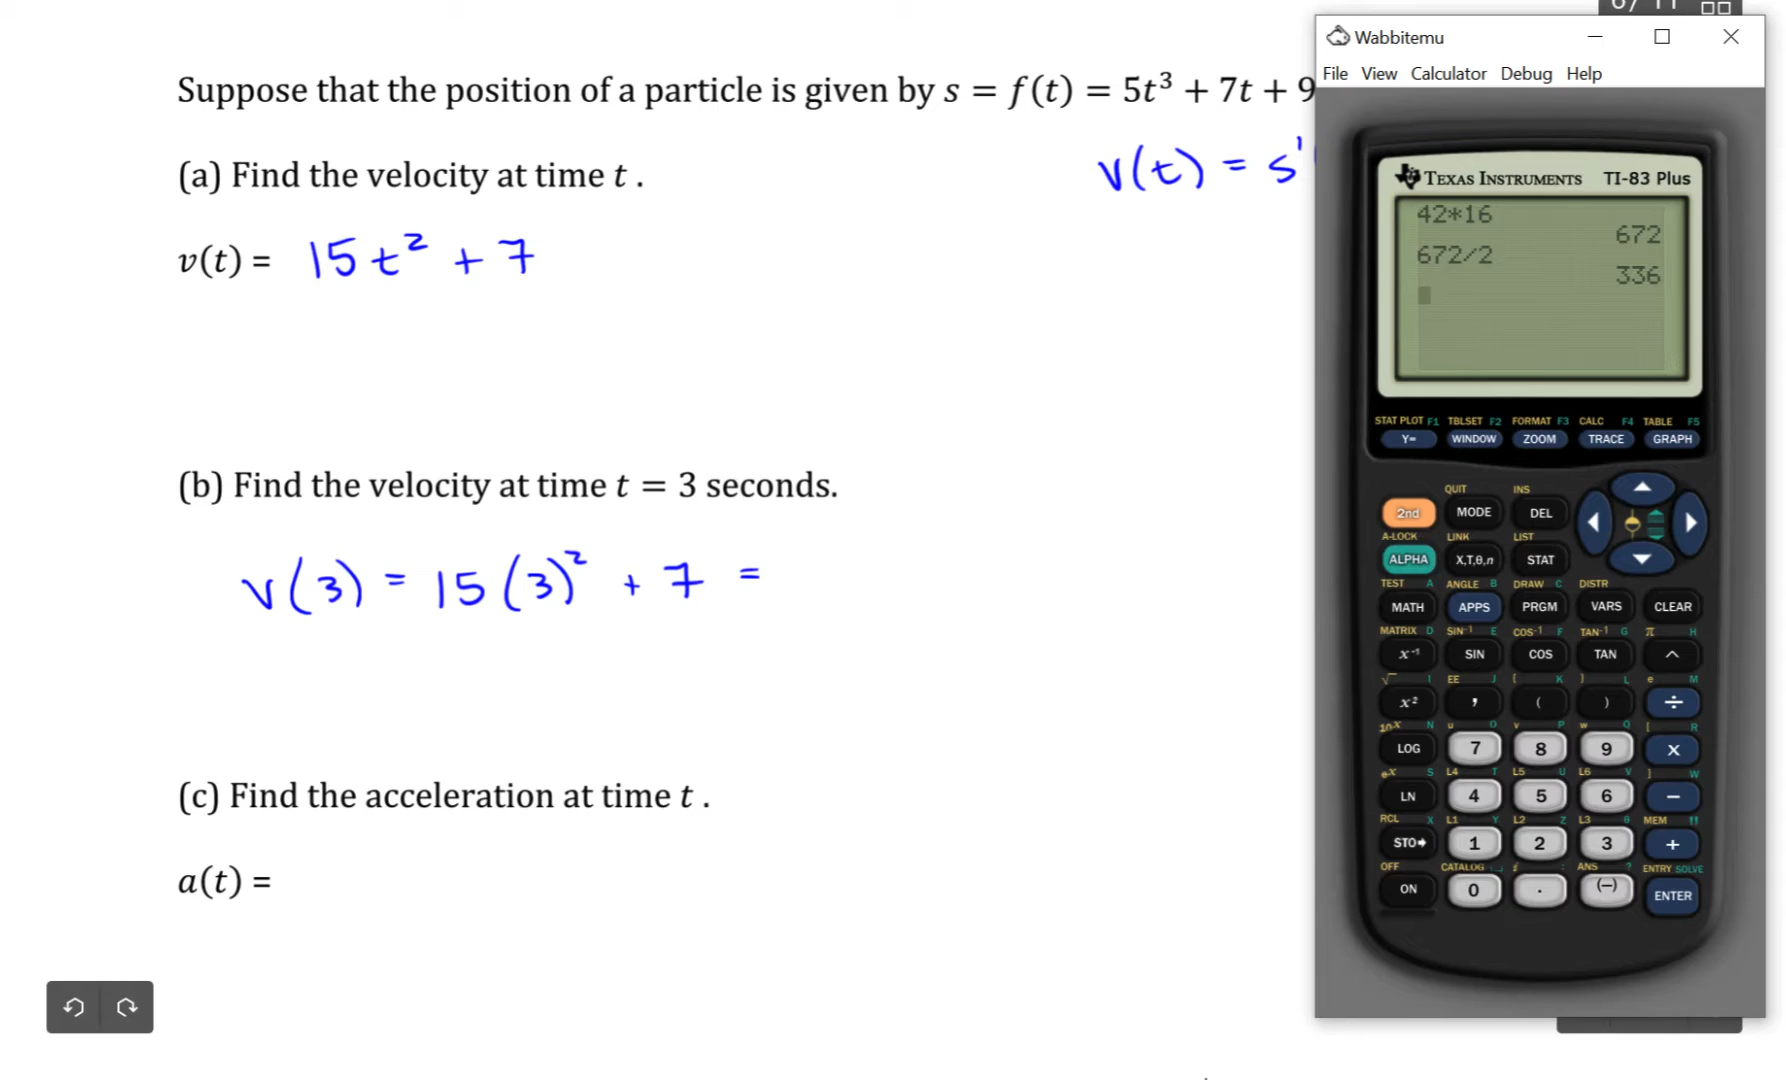 Suppose that the position of a particle is given by s = f(t) = 5t³ + 7t + 9
(a) Find the velocity at time t .
v(t) = s'
v(t) = 15t² + 7
(b) Find the velocity at time t = 3 seconds.
v(3) = 15(3)² + 7 =
(c) Find the acceleration at time t .
a(t) =
Wabbitemu
File View Calculator Debug Help
TEXAS INSTRUMENTS TI-83 Plus
42*16
672
672/2
336
STAT PLOT F1 TBLSET F2 FORMAT F3 CALC F4 TABLE F5
Y= WINDOW ZOOM TRACE GRAPH
QUIT INS
2nd MODE DEL
A-LOCK LINK LIST
ALPHA X,T,θ,n STAT
TEST A ANGLE B DRAW C DISTR
MATH APPS PRGM VARS CLEAR
MATRIX D SIN⁻¹ E COS⁻¹ F TAN⁻¹ G π H
x⁻¹ SIN COS TAN ^
√ I EE J { K } L e M
x² , ( ) ÷
10ˣ N u O v P w Q [ R
LOG 7 8 9 ×
eˣ S L4 T L5 U L6 V ] W
LN 4 5 6 −
RCL X L1 Y L2 Z L3 θ MEM "
STO➔ 1 2 3 +
OFF CATALOG i : ANS ? ENTRY SOLVE
ON 0 . (−) ENTER